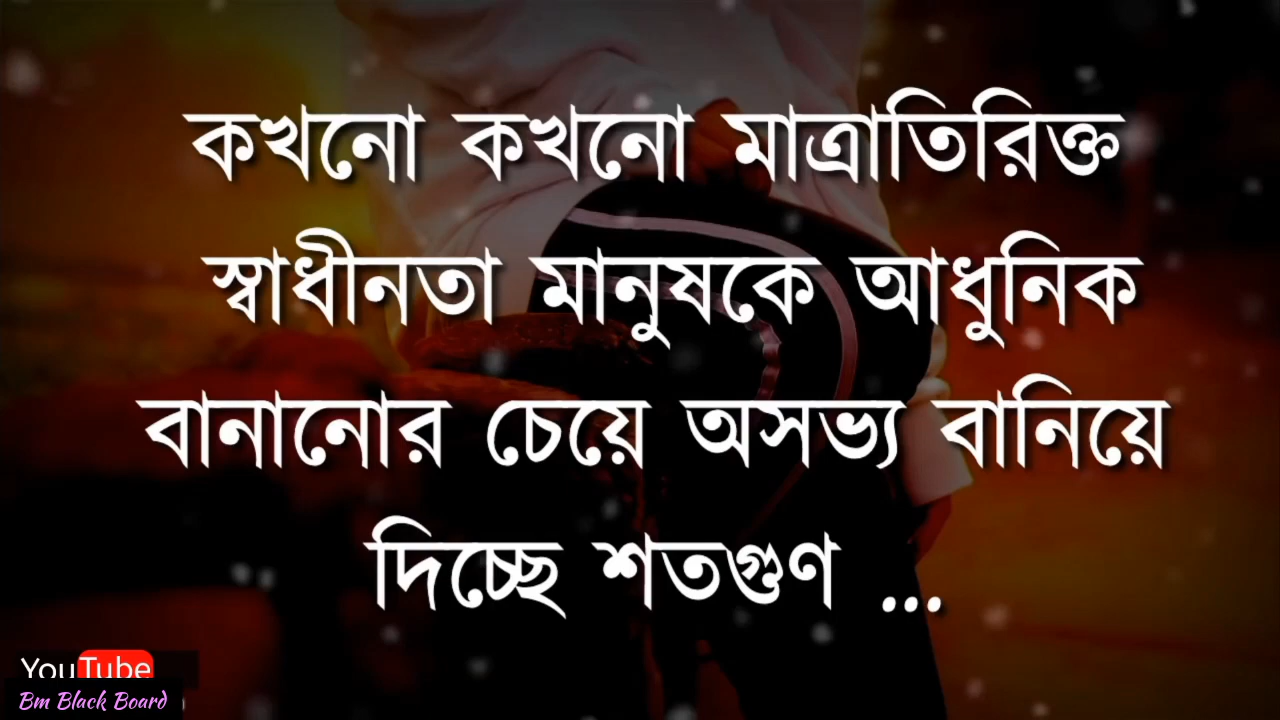 কখনো কখনো মাত্রাতিরিক্ত
স্বাধীনতা মানুষকে আধুনিক
বানানোর চেয়ে অসভ্য বানিয়ে
দিচ্ছে শতগুণ ...
YouTube
Bm Black Board